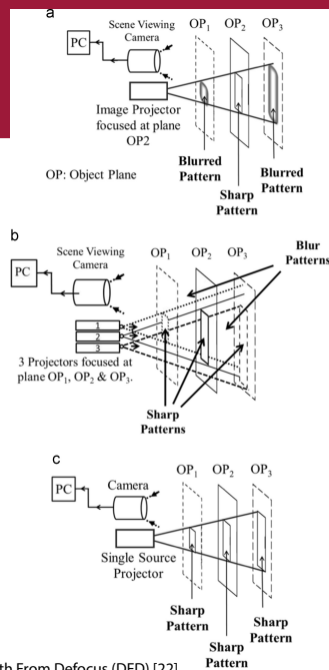 a
Scene Viewing
Camera
OP1 OP2 OP3
PC
Image Projector
focused at plane
OP2
OP: Object Plane
Blurred
Pattern
Sharp
Pattern
Blurred
Pattern
b
Scene Viewing
Camera
OP1 OP2 OP3
Blur
Patterns
PC
1
2
3
3 Projectors focused at
plane OP1, OP2 & OP3.
Sharp
Patterns
c
OP1 OP2 OP3
PC
Camera
Single Source
Projector
Sharp
Pattern
Sharp
Pattern
Sharp
Pattern
From Defocus (DFD) [22]